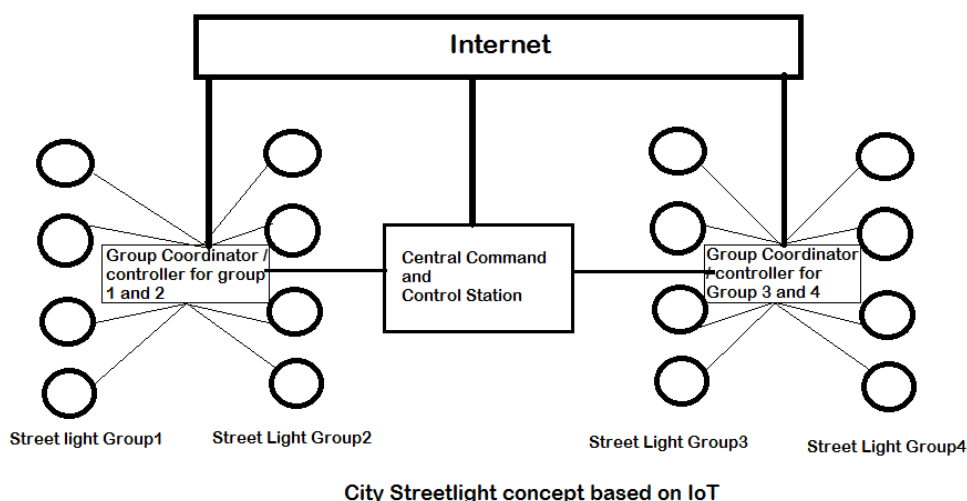 Internet
Group Coordinator /
controller for group
1 and 2
Central Command
and
Control Station
Group Coordinator
/ controller for
Group 3 and 4
Street light Group1
Street Light Group2
Street Light Group3
Street Light Group4
City Streetlight concept based on IoT